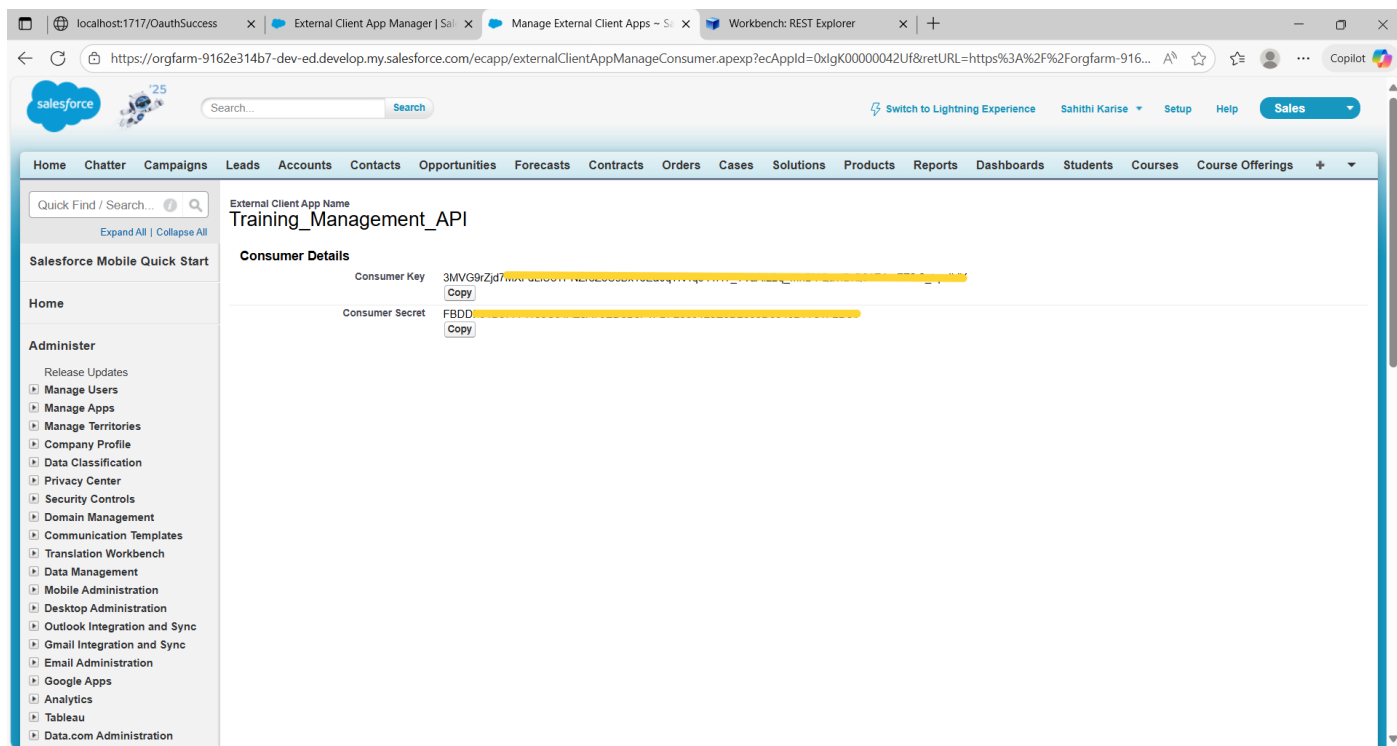 localhost:1717/OauthSuccess
External Client App Manager | Sal
Manage External Client Apps ~ Sa
Workbench: REST Explorer
https://orgfarm-9162e314b7-dev-ed.develop.my.salesforce.com/ecapp/externalClientAppManageConsumer.apexp?ecAppId=0xIgK00000042Uf&retURL=https%3A%2F%2Forgfarm-916...
Copilot
salesforce
'25
Search...
Search
Switch to Lightning Experience
Sahithi Karise
Setup
Help
Sales
Home Chatter Campaigns Leads Accounts Contacts Opportunities Forecasts Contracts Orders Cases Solutions Products Reports Dashboards Students Courses Course Offerings +
Quick Find / Search...
Expand All | Collapse All
Salesforce Mobile Quick Start
Home
Administer
Release Updates
Manage Users
Manage Apps
Manage Territories
Company Profile
Data Classification
Privacy Center
Security Controls
Domain Management
Communication Templates
Translation Workbench
Data Management
Mobile Administration
Desktop Administration
Outlook Integration and Sync
Gmail Integration and Sync
Email Administration
Google Apps
Analytics
Tableau
Data.com Administration
External Client App Name
Training_Management_API
Consumer Details
Consumer Key 3MVG9rZjd7
Copy
Consumer Secret FBDD
Copy